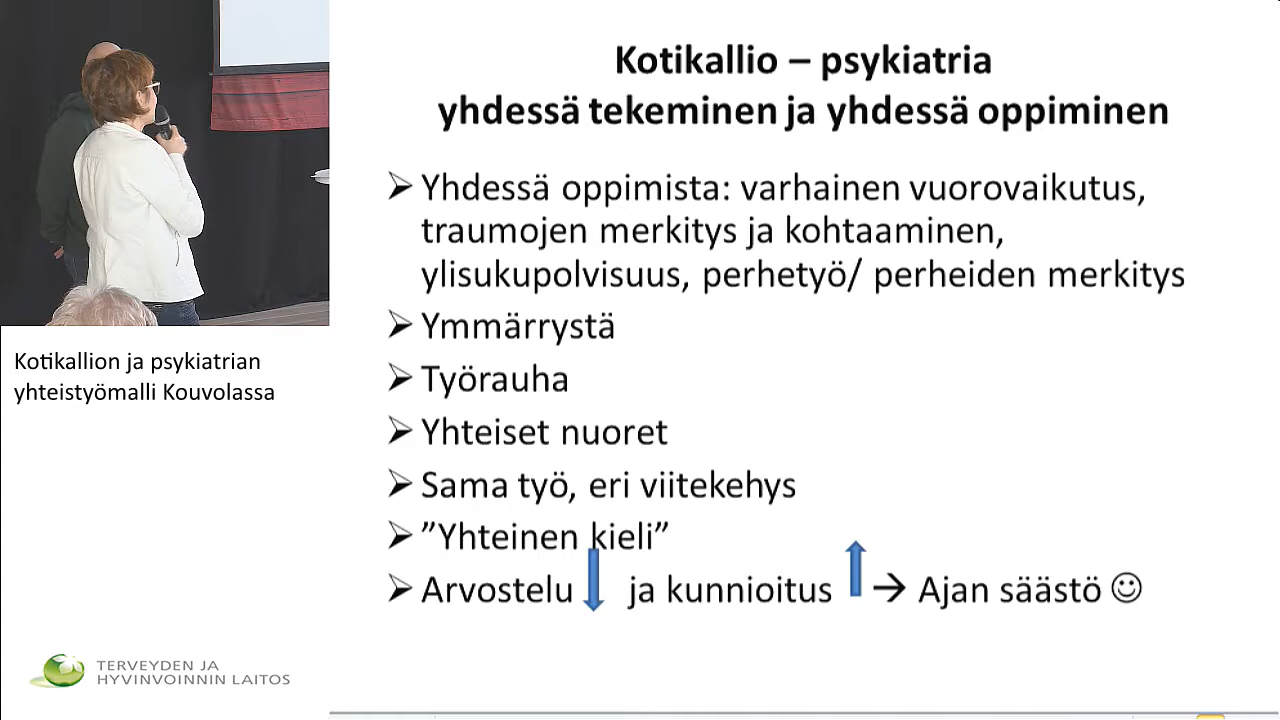 Kotikallio – psykiatria
yhdessä tekeminen ja yhdessä oppiminen
Yhdessä oppimista: varhainen vuorovaikutus,
traumojen merkitys ja kohtaaminen,
ylisukupolvisuus, perhetyö/ perheiden merkitys
Ymmärrystä
Työrauha
Yhteiset nuoret
Sama työ, eri viitekehys
”Yhteinen kieli”
Arvostelu ja kunnioitus → Ajan säästö ☺
Kotikallion ja psykiatrian
yhteistyömalli Kouvolassa
TERVEYDEN JA
HYVINVOINNIN LAITOS